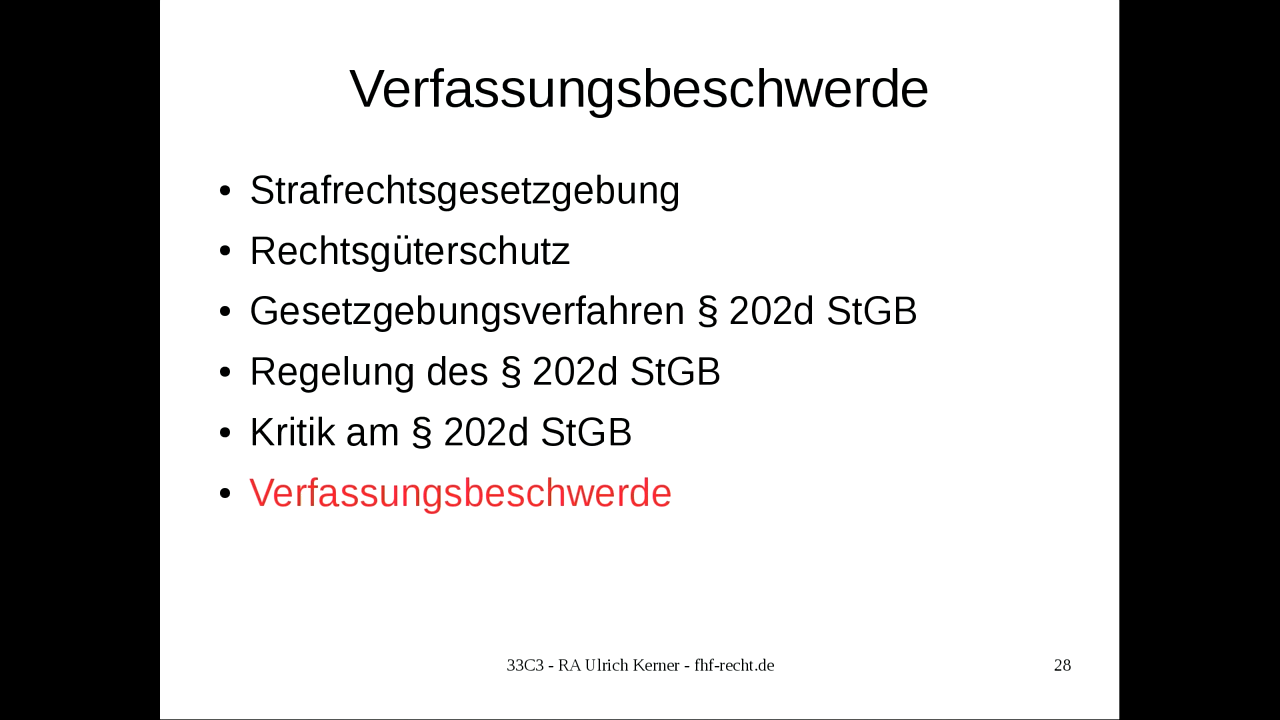 Verfassungsbeschwerde
• Strafrechtsgesetzgebung
• Rechtsgüterschutz
• Gesetzgebungsverfahren § 202d StGB
• Regelung des § 202d StGB
• Kritik am § 202d StGB
• Verfassungsbeschwerde
33C3 - RA Ulrich Kerner - fhf-recht.de 28